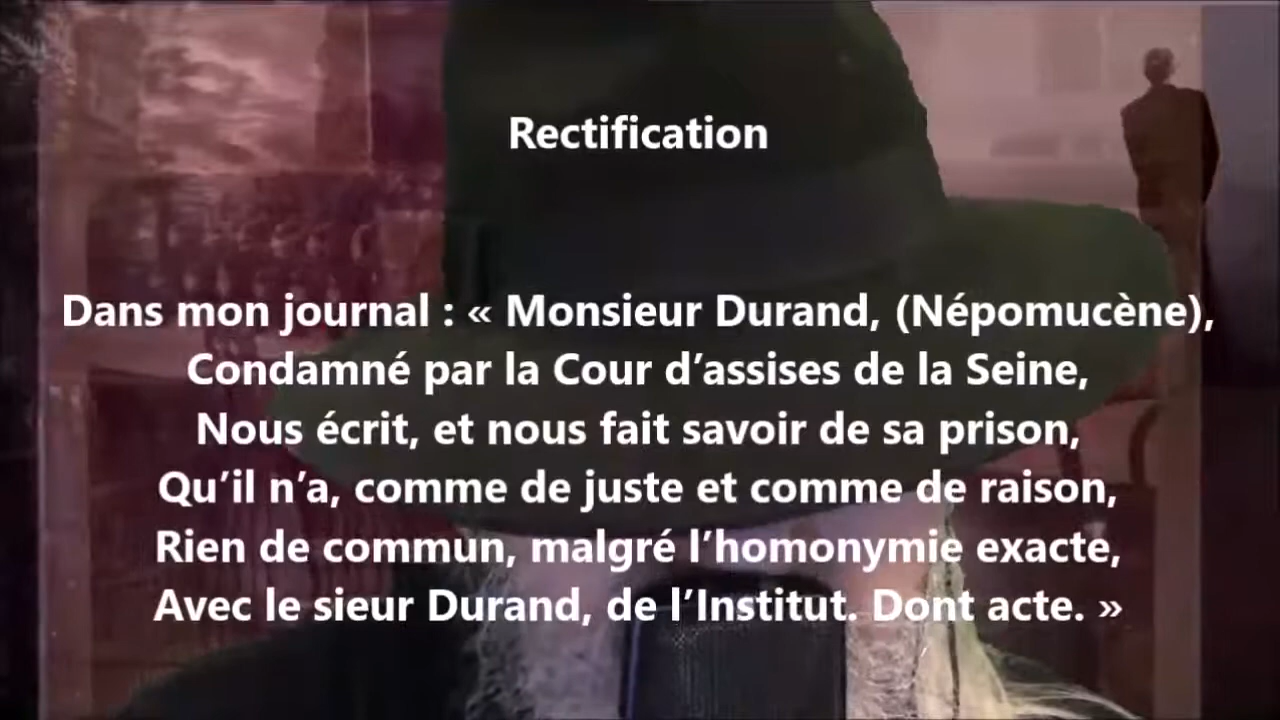 Rectification
Dans mon journal : « Monsieur Durand, (Népomucène),
Condamné par la Cour d’assises de la Seine,
Nous écrit, et nous fait savoir de sa prison,
Qu’il n’a, comme de juste et comme de raison,
Rien de commun, malgré l’homonymie exacte,
Avec le sieur Durand, de l’Institut. Dont acte. »